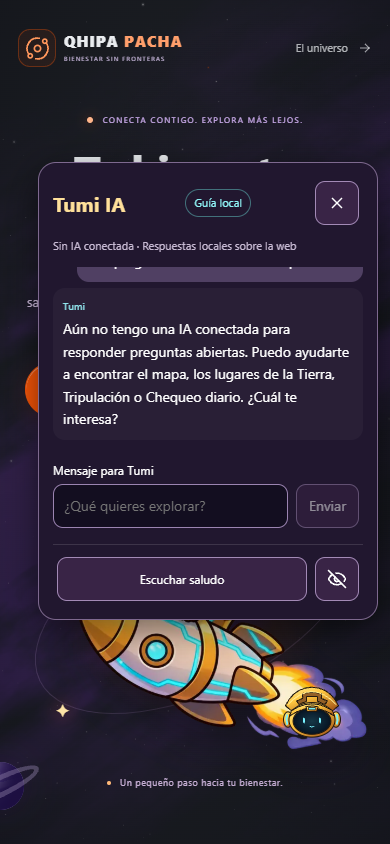 QHIPA PACHA
BIENESTAR SIN FRONTERAS
El universo
CONECTA CONTIGO. EXPLORA MÁS LEJOS.
Tumi IA
Guía local
Sin IA conectada · Respuestas locales sobre la web
sa
Tumi
Aún no tengo una IA conectada para
responder preguntas abiertas. Puedo ayudarte
a encontrar el mapa, los lugares de la Tierra,
Tripulación o Chequeo diario. ¿Cuál te
interesa?
Mensaje para Tumi
¿Qué quieres explorar?
Enviar
Escuchar saludo
Un pequeño paso hacia tu bienestar.